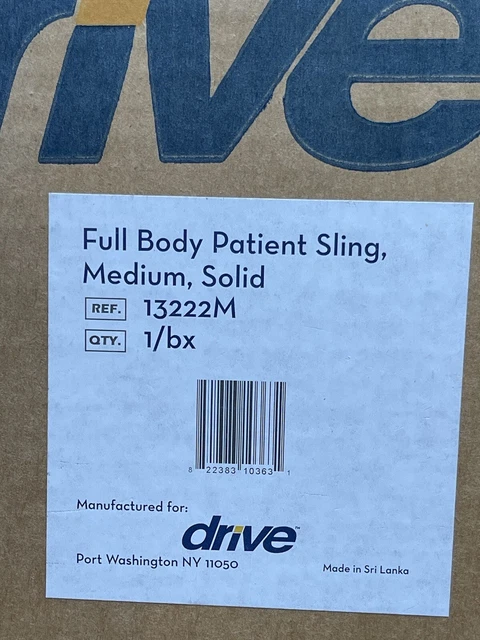 rive
Full Body Patient Sling,
Medium, Solid
REF. 13222M
QTY. 1/bx
8 22383 10363 1
Manufactured for:
drive™
Port Washington NY 11050
Made in Sri Lanka